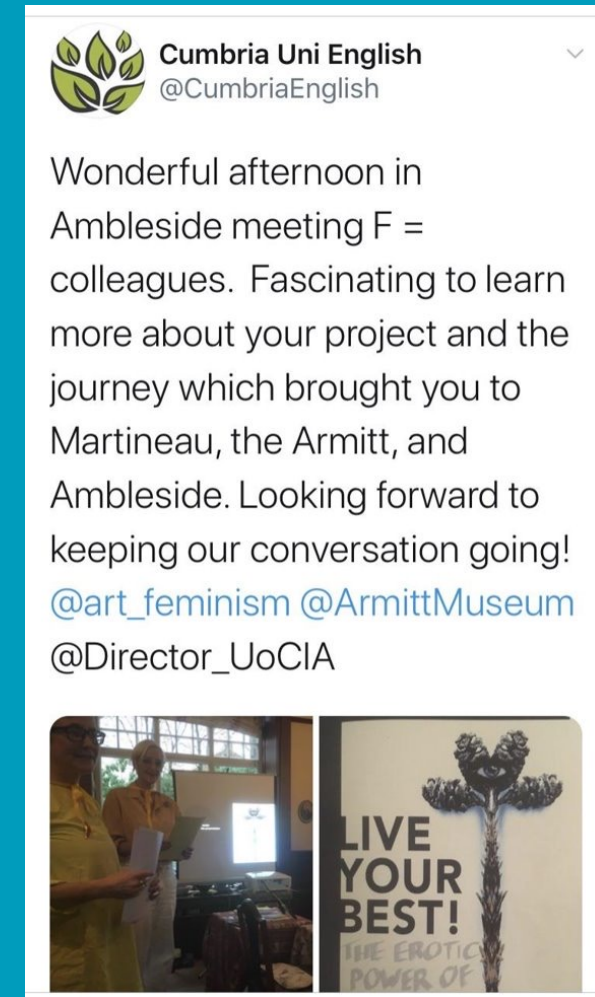 Cumbria Uni English
@CumbriaEnglish
Wonderful afternoon in
Ambleside meeting F =
colleagues.  Fascinating to learn
more about your project and the
journey which brought you to
Martineau, the Armitt, and
Ambleside. Looking forward to
keeping our conversation going!
@art_feminism @ArmittMuseum
@Director_UoCIA
LIVE
YOUR
BEST!
THE EROTIC
POWER OF